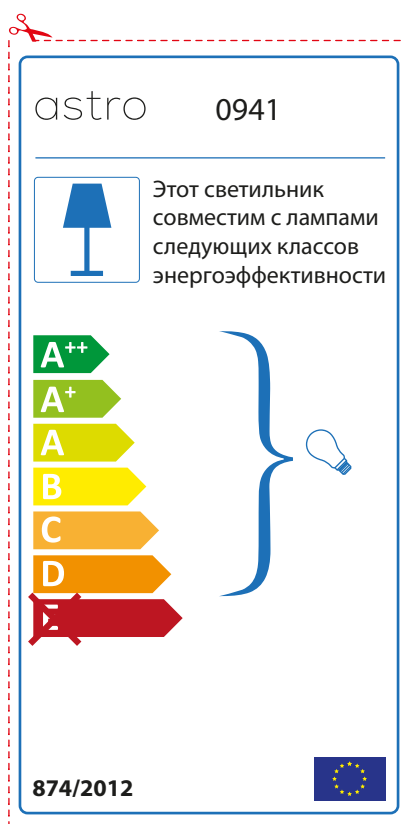 astro 0941
Этот светильник
совместим с лампами
следующих классов
энергоэффективности
A++
A+
A
B
C
D
E
874/2012